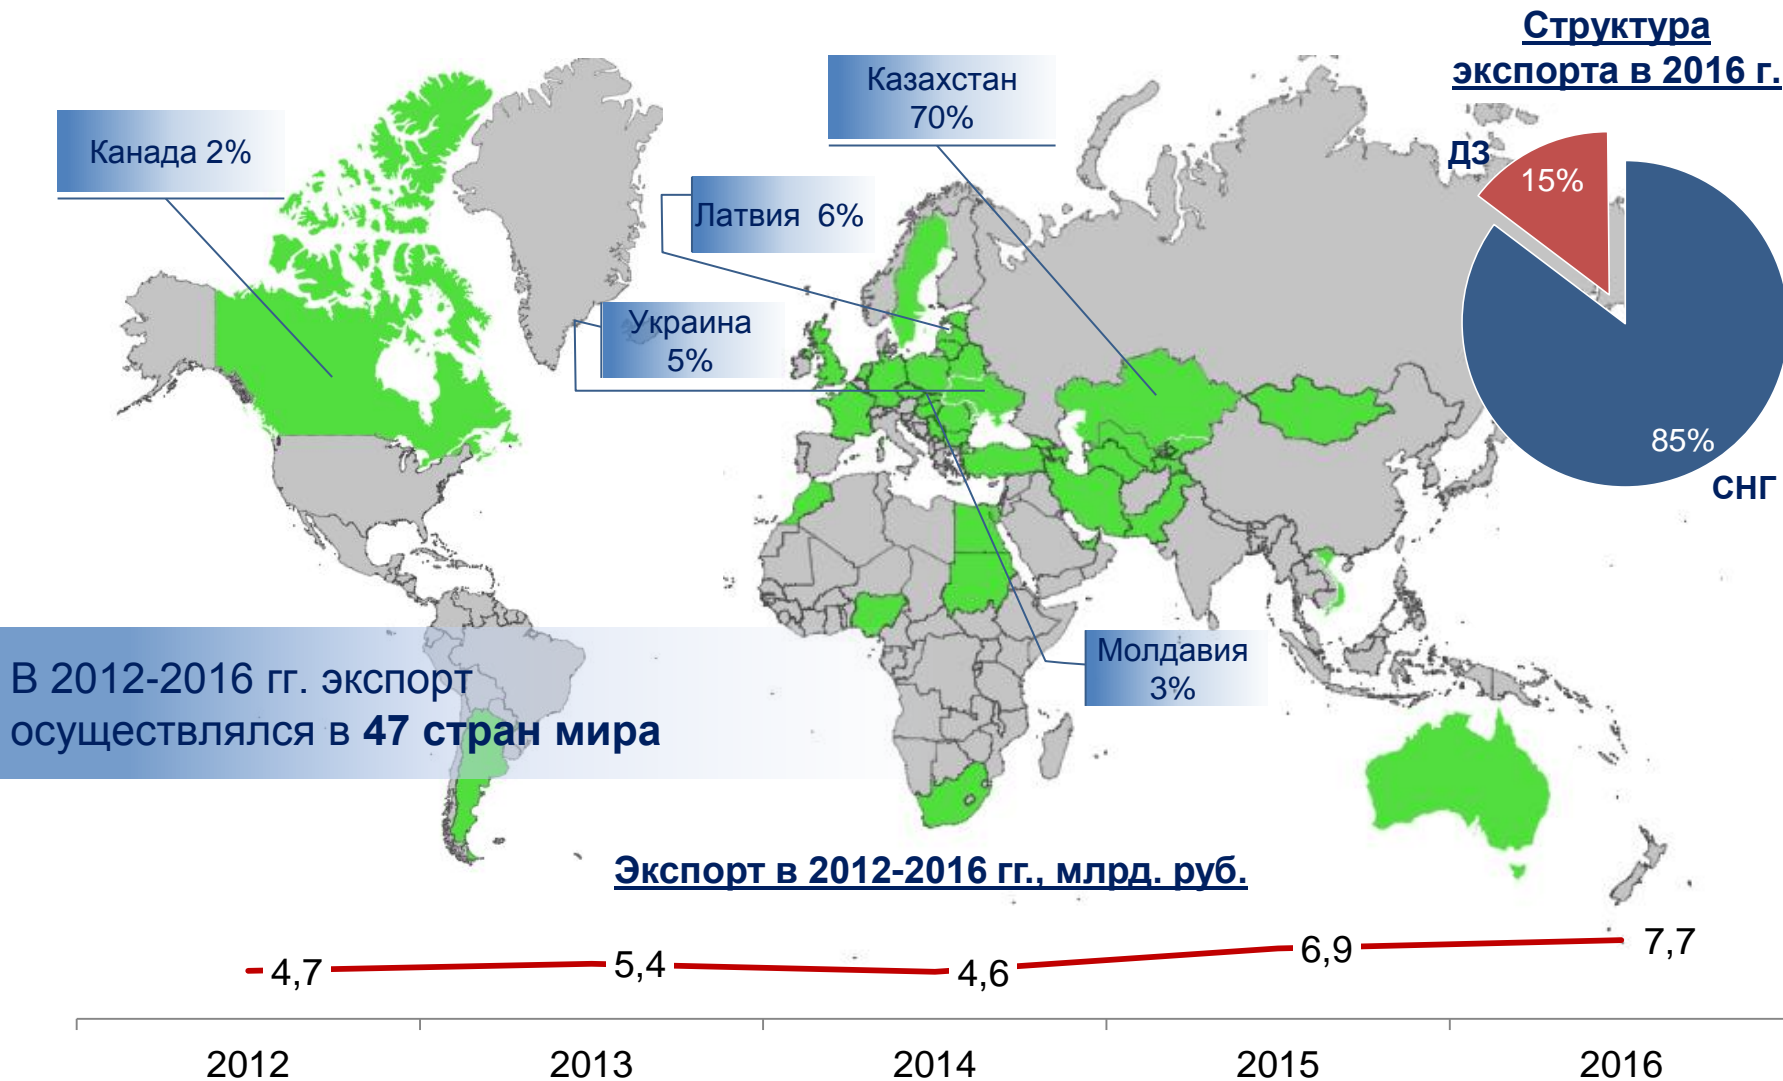 Структура
экспорта в 2016 г.
Казахстан
70%
Канада 2%
ДЗ
15%
Латвия 6%
Украина
5%
85%
СНГ
Молдавия
3%
В 2012-2016 гг. экспорт
осуществлялся в 47 стран мира
Экспорт в 2012-2016 гг., млрд. руб.
4,7
5,4
4,6
6,9
7,7
2012
2013
2014
2015
2016